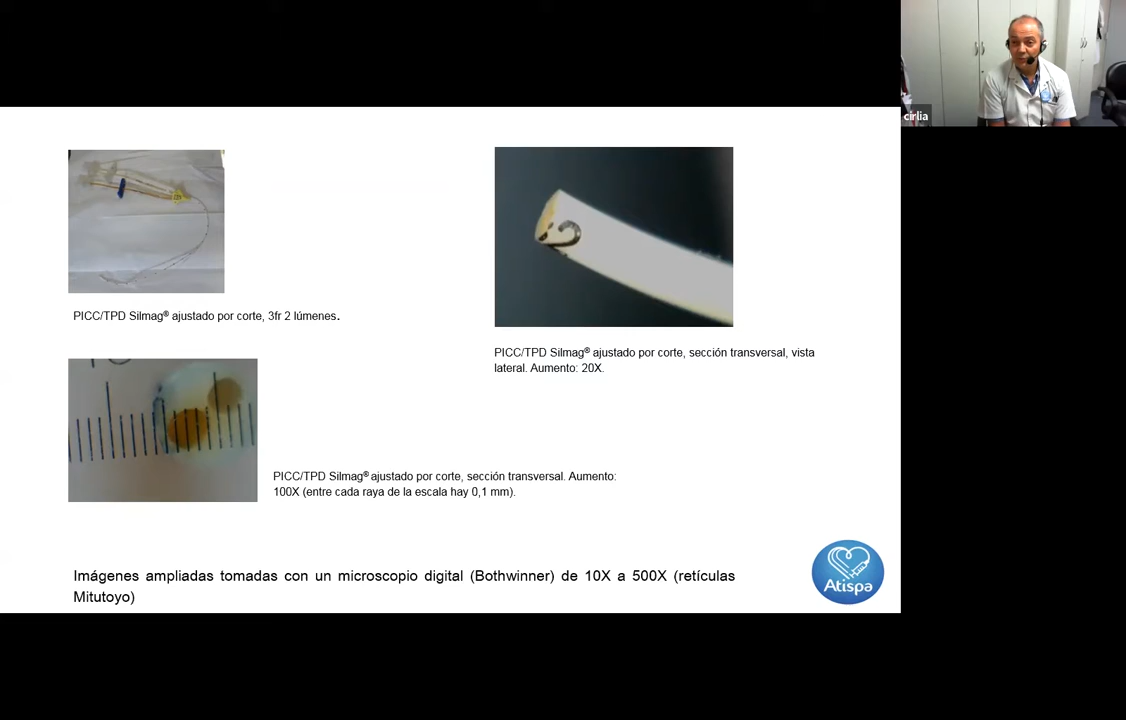 cirlia
PICC/TPD Silmag® ajustado por corte, 3fr 2 lúmenes.
PICC/TPD Silmag® ajustado por corte, sección transversal, vista
lateral. Aumento: 20X.
PICC/TPD Silmag® ajustado por corte, sección transversal. Aumento:
100X (entre cada raya de la escala hay 0,1 mm).
Imágenes ampliadas tomadas con un microscopio digital (Bothwinner) de 10X a 500X (retículas
Mitutoyo)
Atispa